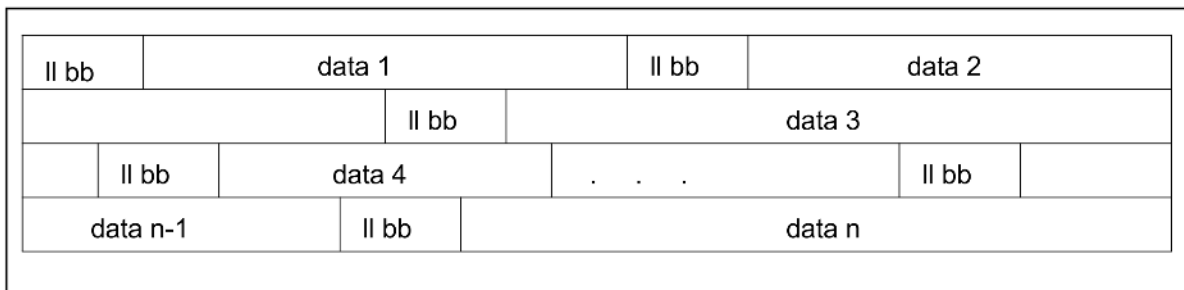 ll bb data 1 ll bb data 2
ll bb data 3
ll bb data 4 . . . ll bb
data n-1 ll bb data n